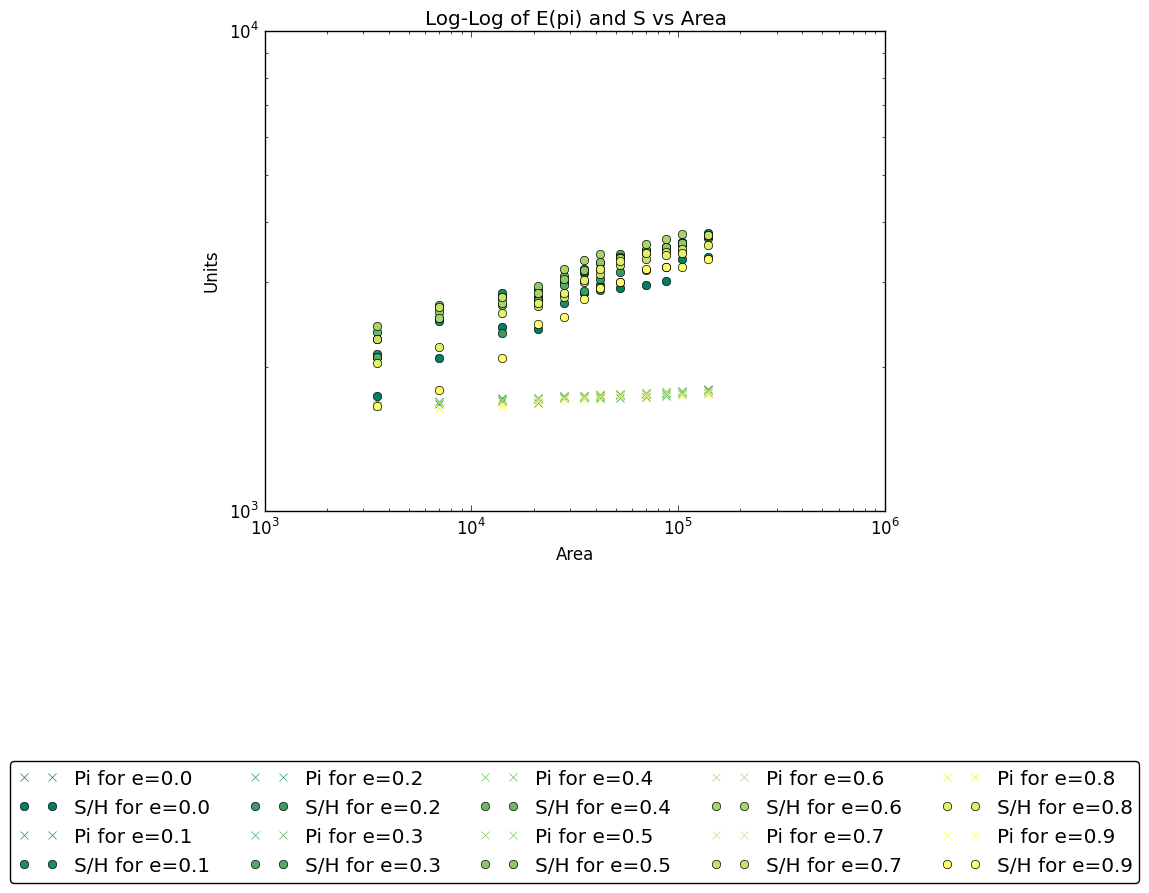 Log-Log of E(pi) and S vs Area
10^4
Units
10^3
10^3 10^4 10^5 10^6
Area
Pi for e=0.0 Pi for e=0.2 Pi for e=0.4 Pi for e=0.6 Pi for e=0.8
S/H for e=0.0 S/H for e=0.2 S/H for e=0.4 S/H for e=0.6 S/H for e=0.8
Pi for e=0.1 Pi for e=0.3 Pi for e=0.5 Pi for e=0.7 Pi for e=0.9
S/H for e=0.1 S/H for e=0.3 S/H for e=0.5 S/H for e=0.7 S/H for e=0.9